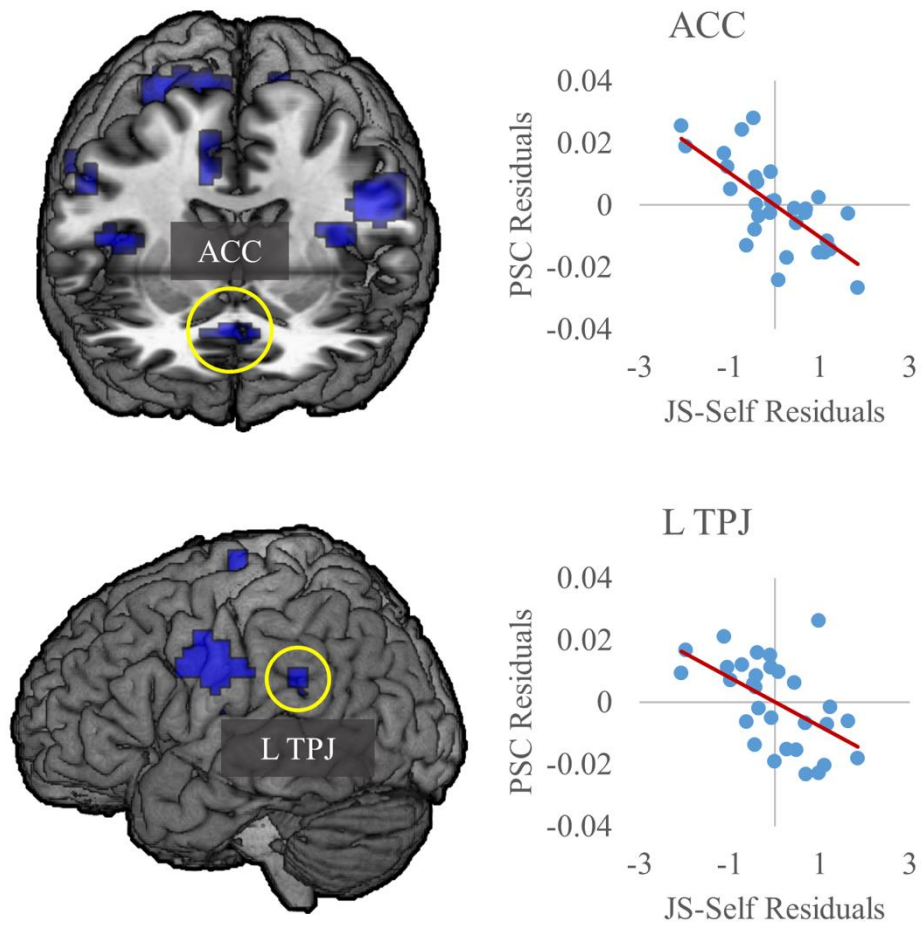 ACC
ACC
0.04
0.02
0
-0.02
-0.04
PSC Residuals
-3 -1 1 3
JS-Self Residuals
L TPJ
L TPJ
0.04
0.02
0
-0.02
-0.04
PSC Residuals
-3 -1 1 3
JS-Self Residuals